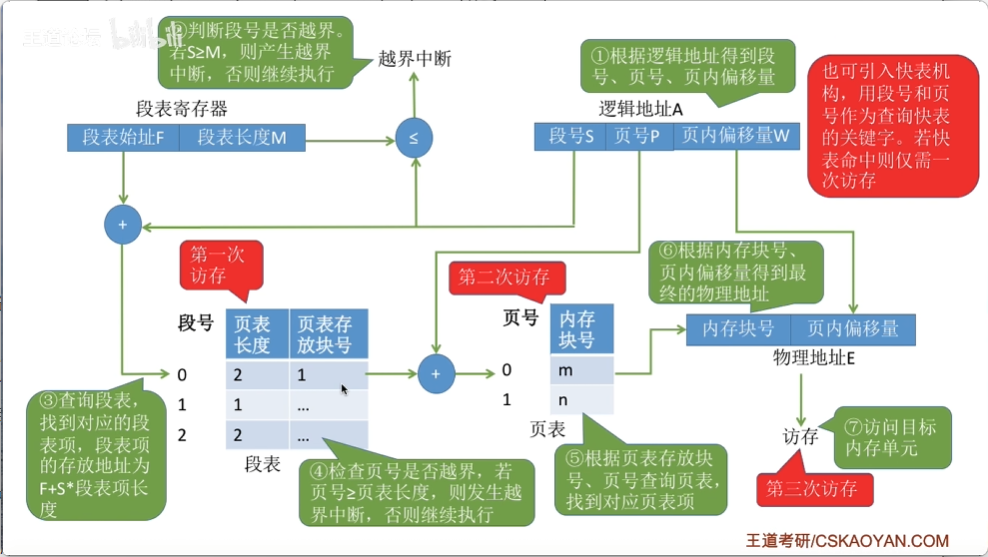 王道考研 bilibili
②判断段号是否越界。
若S≥M，则产生越界
中断，否则继续执行
越界中断
①根据逻辑地址得到段
号、页号、页内偏移量
也可引入快表机
构，用段号和页
号作为查询快表
的关键字。若快
表命中则仅需一
次访存
段表寄存器
逻辑地址A
段表始址F 段表长度M
≤
段号S 页号P 页内偏移量W
+
第一次
访存
第二次访存
⑥根据内存块号、
页内偏移量得到最
终的物理地址
段号
页表
长度
页表存
放块号
页号
内存
块号
内存块号 页内偏移量
物理地址E
0 2 1
+
0 m
1 1 ...
1 n
2 2 ...
段表
页表
③查询段表，
找到对应的段
表项，段表项
的存放地址为
F+S*段表项长
度
④检查页号是否越界，若
页号≥页表长度，则发生越
界中断，否则继续执行
⑤根据页表存放块
号、页号查询页表，
找到对应页表项
访存
⑦访问目标
内存单元
第三次访存
王道考研/CSKAOYAN.COM